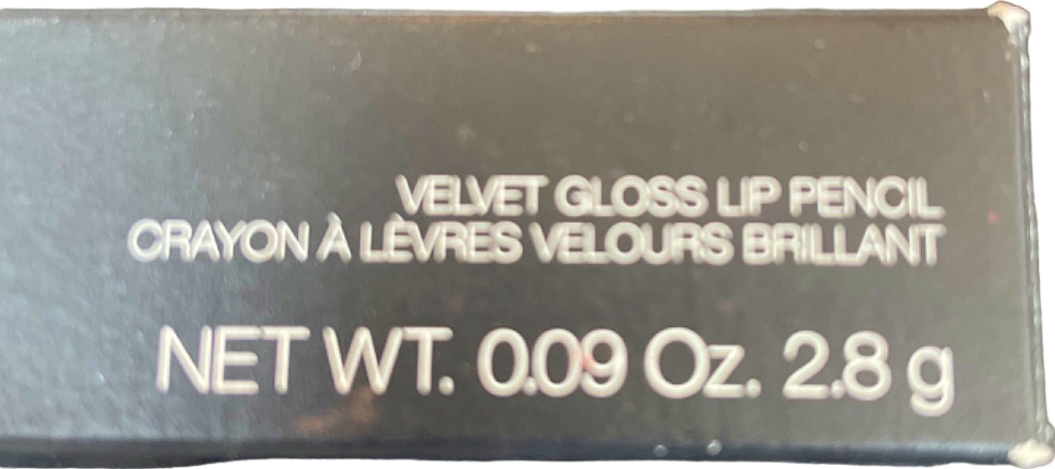 VELVET GLOSS LIP PENCIL
CRAYON À LÈVRES VELOURS BRILLANT
NET WT. 0.09 Oz. 2.8 g